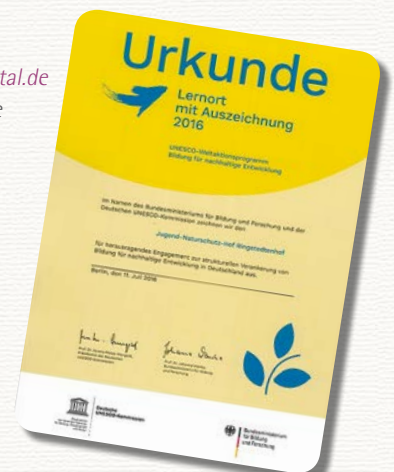 tal.de
e
Urkunde
Lernort
mit Auszeichnung
2016
UNESCO-Weltaktionsprogramm
Bildung für nachhaltige Entwicklung
Im Namen des Bundesministeriums für Bildung und Forschung und der
Deutschen UNESCO-Kommission zeichnen wir den
Jugend-Naturschutz-Hof Ringstedtenhof
für herausragendes Engagement zur strukturellen Verankerung von
Bildung für nachhaltige Entwicklung in Deutschland aus.
Berlin, den 11. Juli 2016
Deutsche
UNESCO-Kommission
Bundesministerium
für Bildung
und Forschung